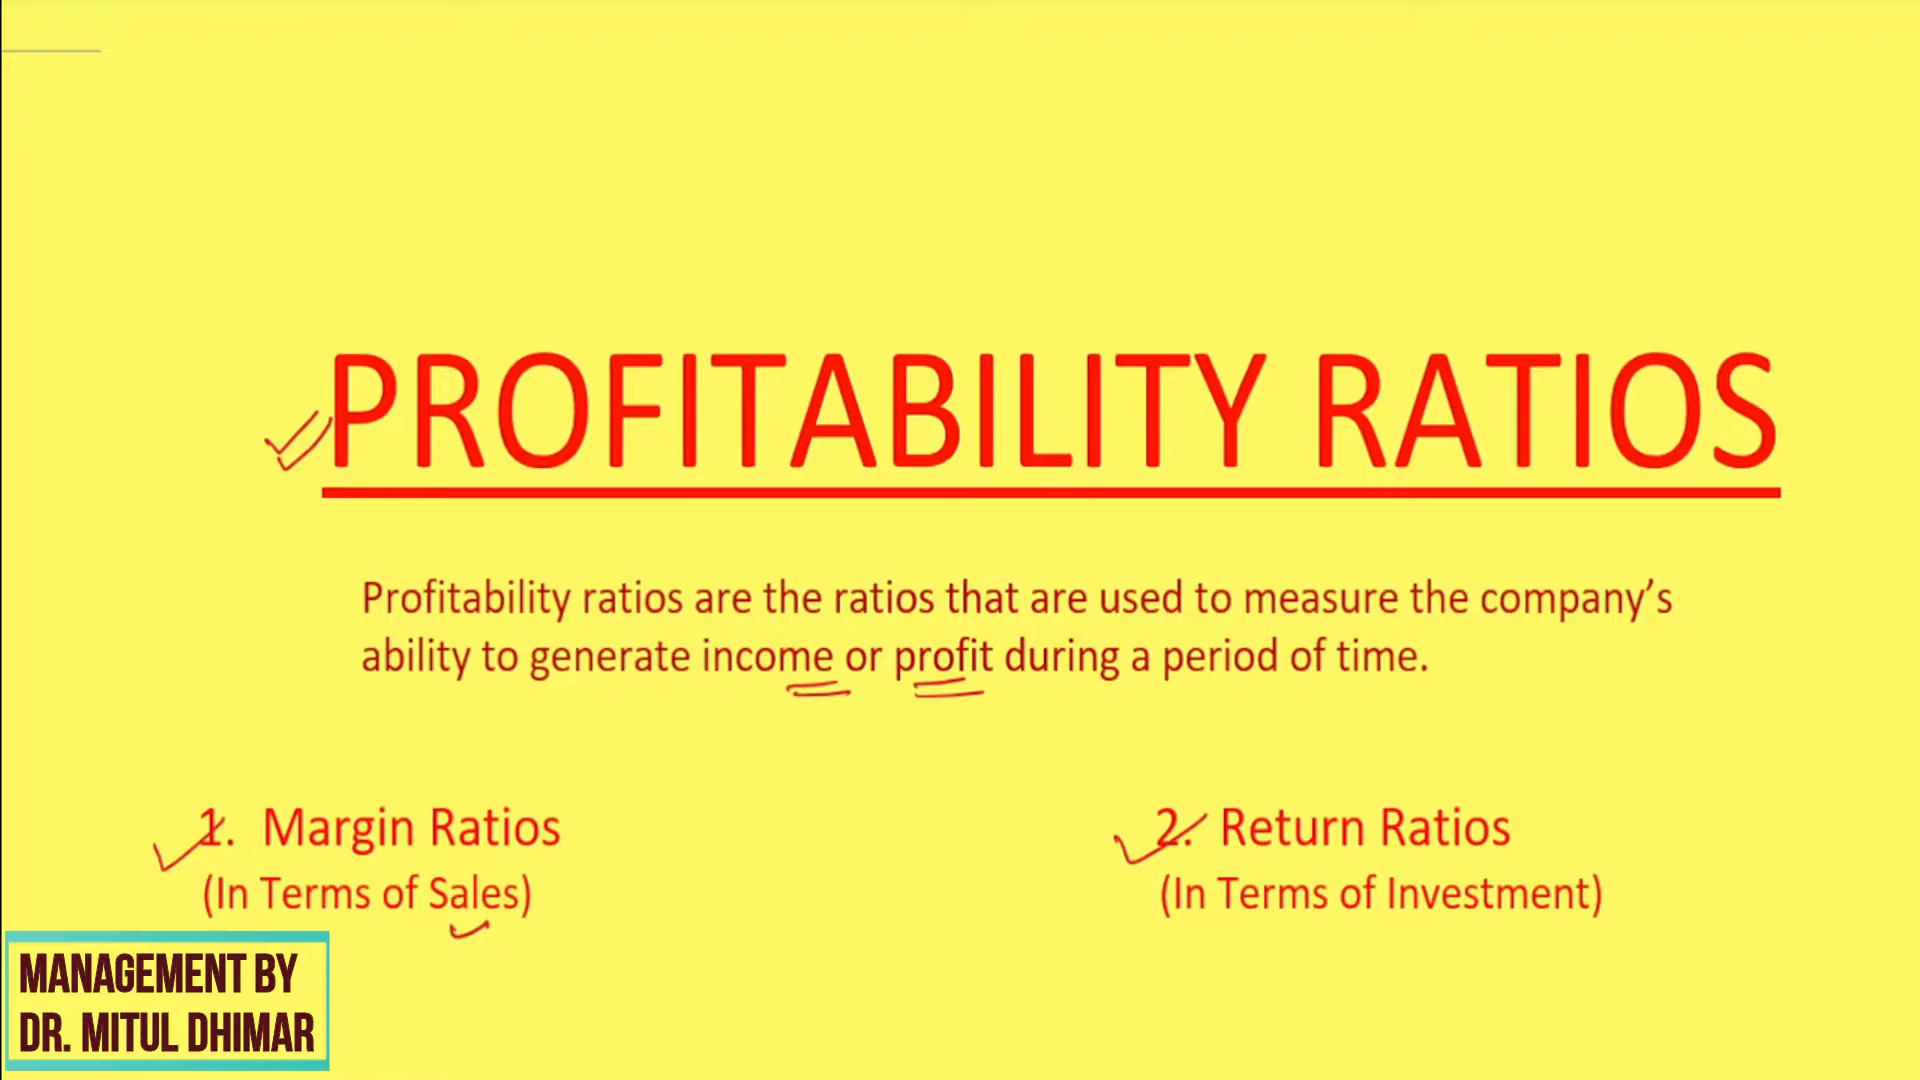 PROFITABILITY RATIOS
Profitability ratios are the ratios that are used to measure the company’s
ability to generate income or profit during a period of time.
1. Margin Ratios
(In Terms of Sales)
2. Return Ratios
(In Terms of Investment)
MANAGEMENT BY
DR. MITUL DHIMAR